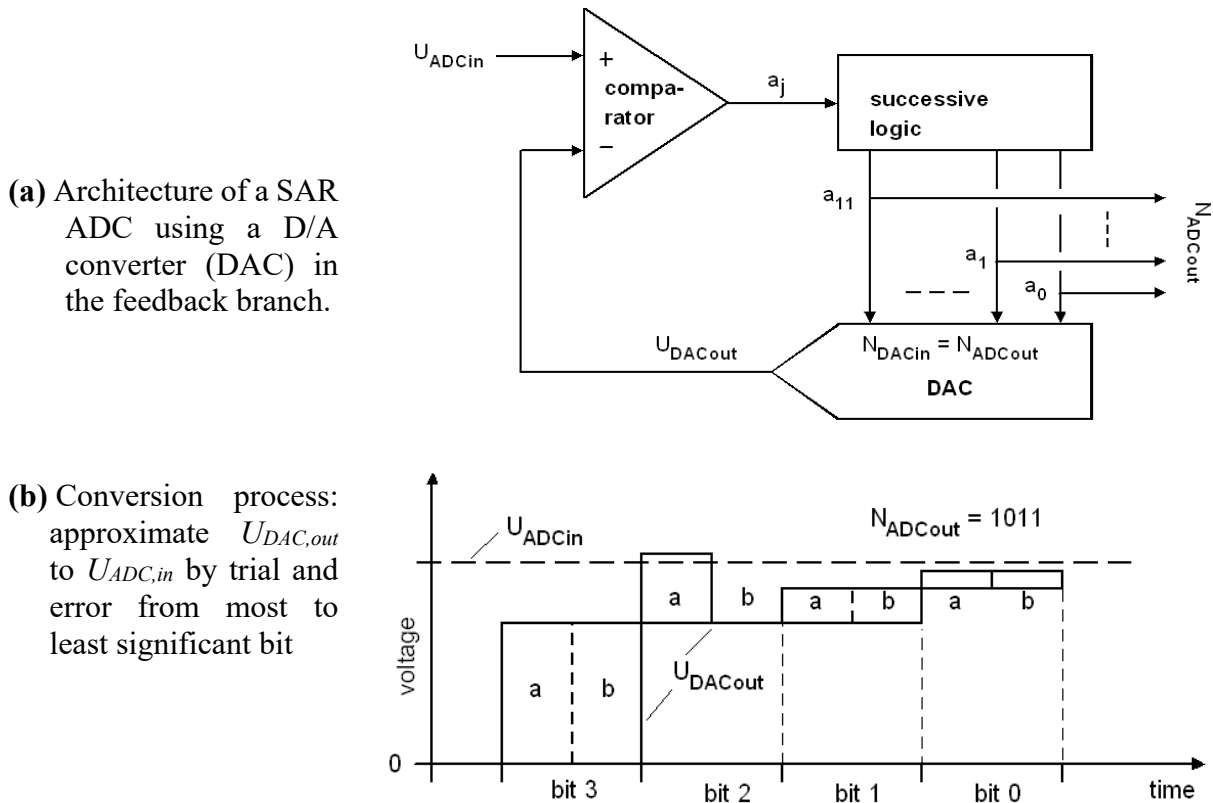 (a) Architecture of a SAR
ADC using a D/A
converter (DAC) in
the feedback branch.
U_ADCin
+
compa-
rator
−
a_j
successive
logic
a_11
a_1
a_0
N_ADCout
U_DACout
N_DACin = N_ADCout
DAC
(b) Conversion process:
approximate U_DAC,out
to U_ADC,in by trial and
error from most to
least significant bit
voltage
0
U_ADCin
N_ADCout = 1011
a
b
a
b
a
b
a
b
U_DACout
bit 3
bit 2
bit 1
bit 0
time